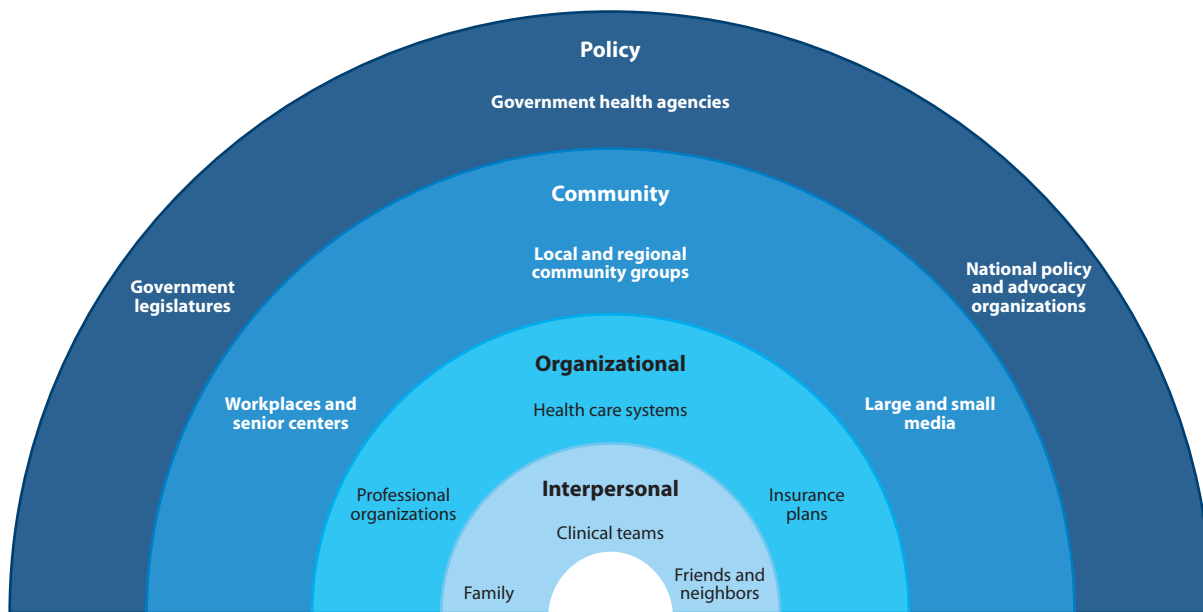 Policy
Government health agencies
Community
Local and regional
community groups
Government
legislatures
National policy
and advocacy
organizations
Organizational
Health care systems
Workplaces and
senior centers
Large and small
media
Interpersonal
Clinical teams
Professional
organizations
Insurance
plans
Family
Friends and
neighbors